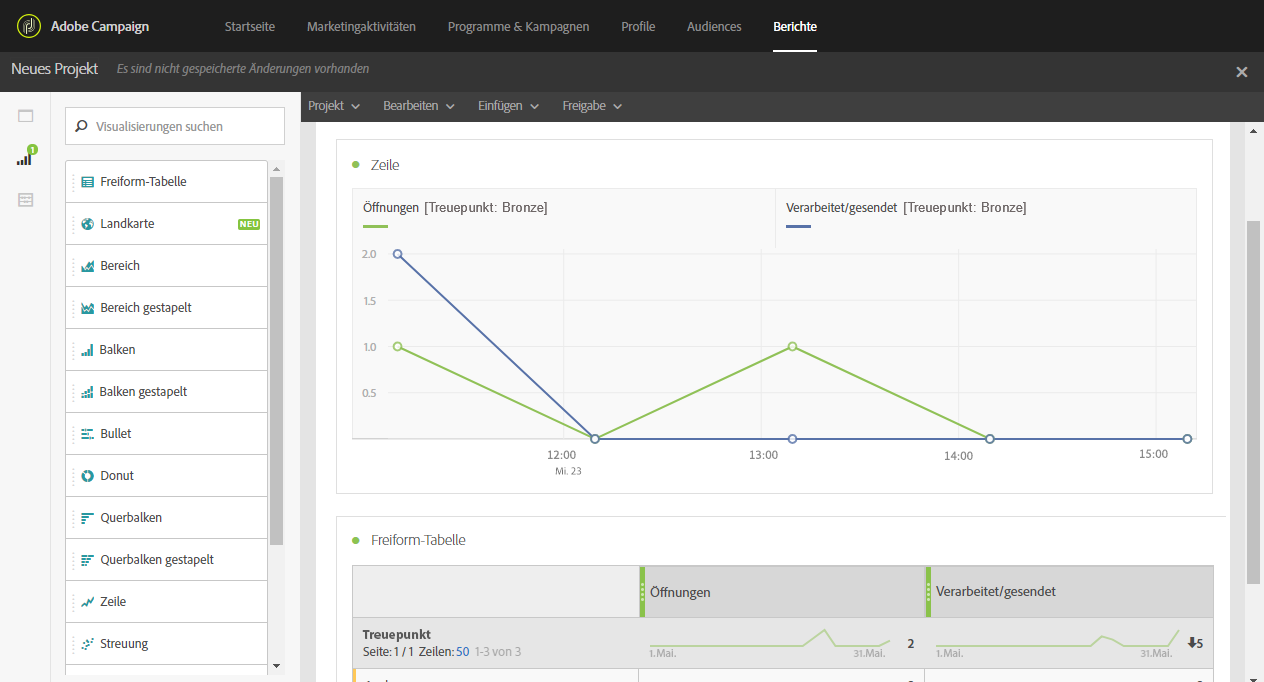 Adobe Campaign
Startseite
Marketingaktivitäten
Programme & Kampagnen
Profile
Audiences
Berichte
Neues Projekt
Es sind nicht gespeicherte Änderungen vorhanden
Projekt
Bearbeiten
Einfügen
Freigabe
1
Visualisierungen suchen
Freiform-Tabelle
Landkarte
NEU
Bereich
Bereich gestapelt
Balken
Balken gestapelt
Bullet
Donut
Querbalken
Querbalken gestapelt
Zeile
Streuung
Zeile
Öffnungen [Treuepunkt: Bronze]
Verarbeitet/gesendet [Treuepunkt: Bronze]
2.0
1.5
1.0
0.5
12:00
Mi. 23
13:00
14:00
15:00
Freiform-Tabelle
Öffnungen
Verarbeitet/gesendet
Treuepunkt
Seite: 1 / 1 Zeilen: 50 1-3 von 3
1.Mai.
31.Mai.
2
1.Mai.
31.Mai.
5